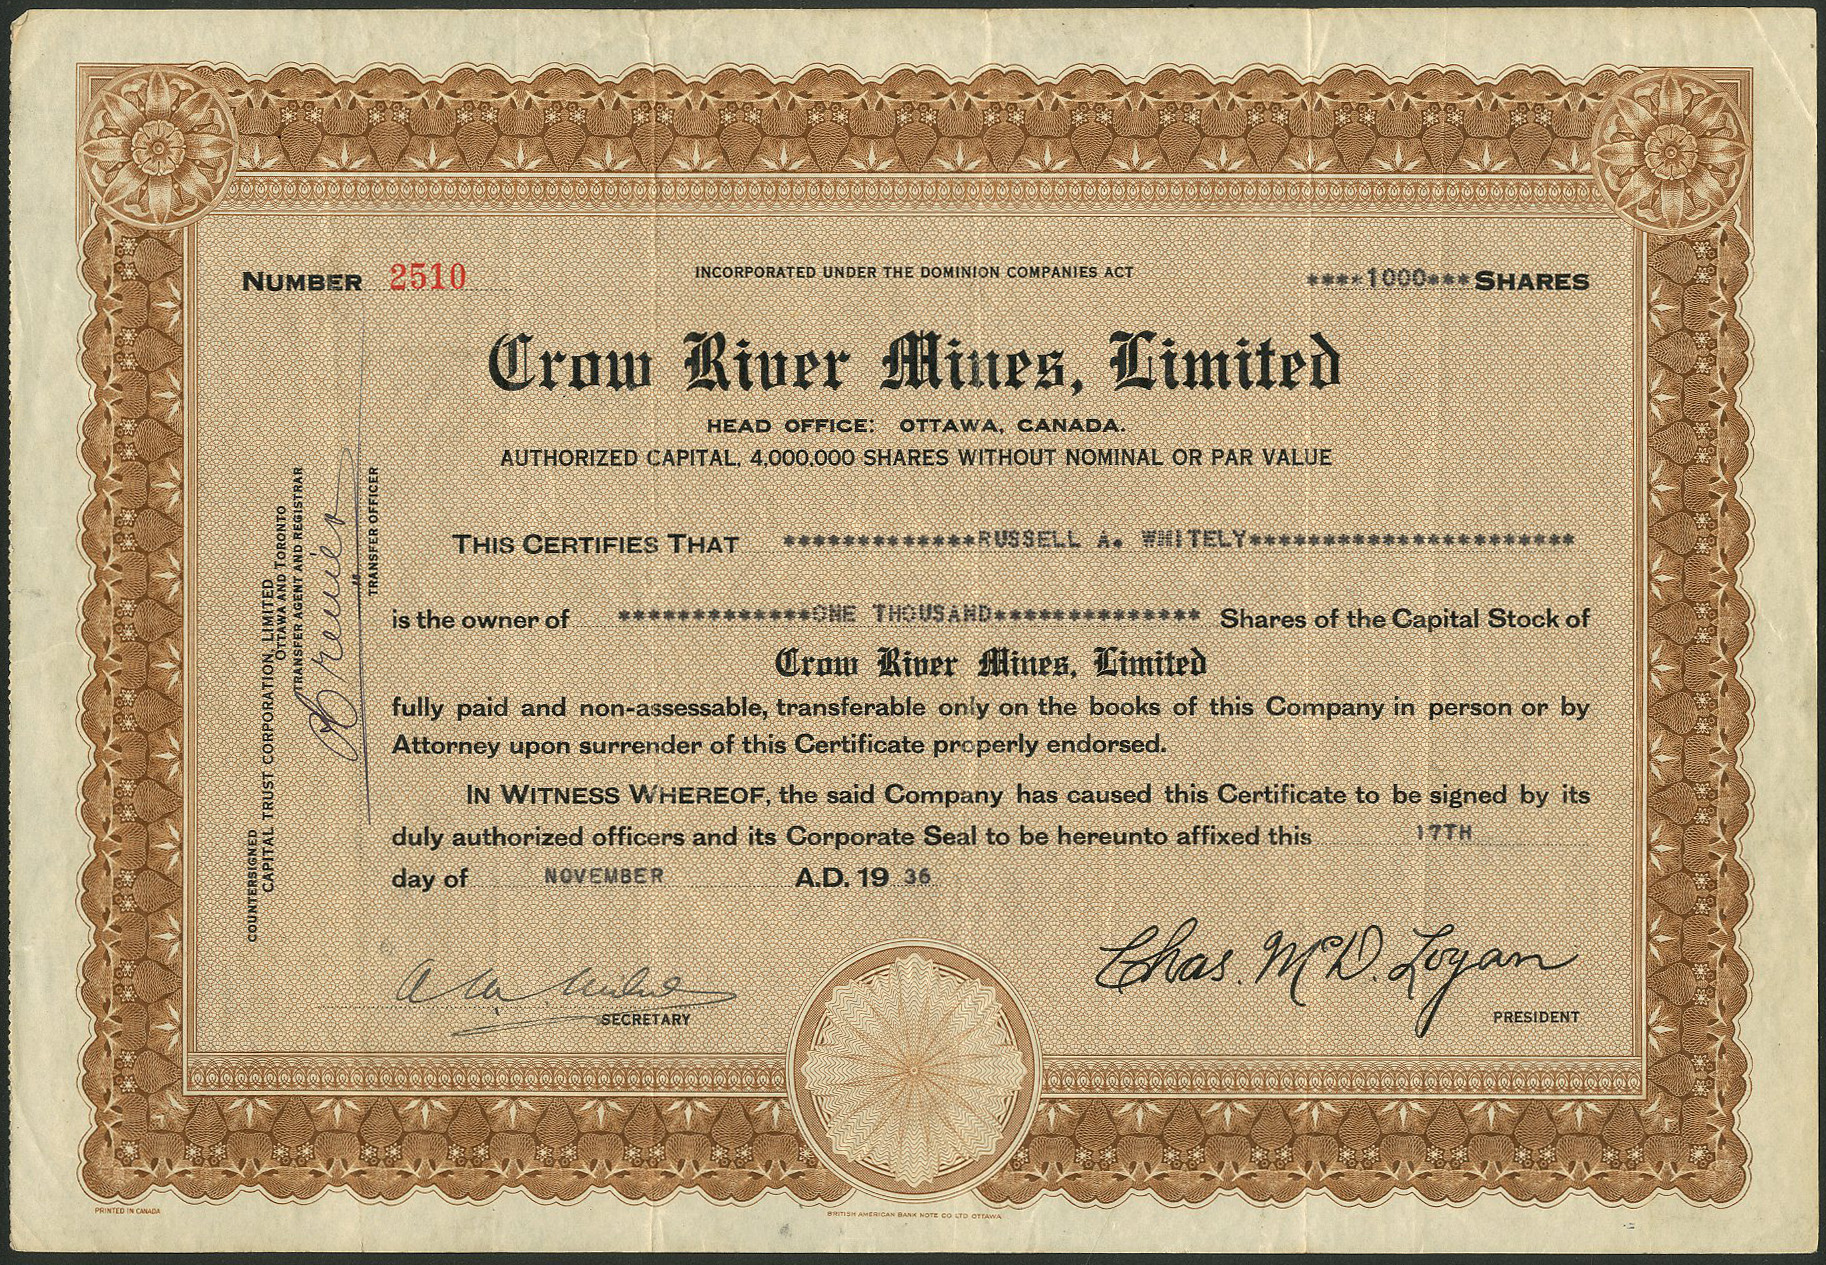 NUMBER 2510
INCORPORATED UNDER THE DOMINION COMPANIES ACT
****1000*** SHARES
Crow River Mines, Limited
HEAD OFFICE: OTTAWA, CANADA.
AUTHORIZED CAPITAL, 4,000,000 SHARES WITHOUT NOMINAL OR PAR VALUE
THIS CERTIFIES THAT *************RUSSELL A. WHITELY**********************
is the owner of *************ONE THOUSAND************** Shares of the Capital Stock of
Crow River Mines, Limited
fully paid and non-assessable, transferable only on the books of this Company in person or by
Attorney upon surrender of this Certificate properly endorsed.
IN WITNESS WHEREOF, the said Company has caused this Certificate to be signed by its
duly authorized officers and its Corporate Seal to be hereunto affixed this 17TH
day of NOVEMBER A.D. 19 36
COUNTERSIGNED
CAPITAL TRUST CORPORATION, LIMITED
OTTAWA AND TORONTO
TRANSFER AGENT AND REGISTRAR
TRANSFER OFFICER
SECRETARY
Chas. McD. Logan
PRESIDENT
PRINTED IN CANADA
BRITISH AMERICAN BANK NOTE CO LTD OTTAWA